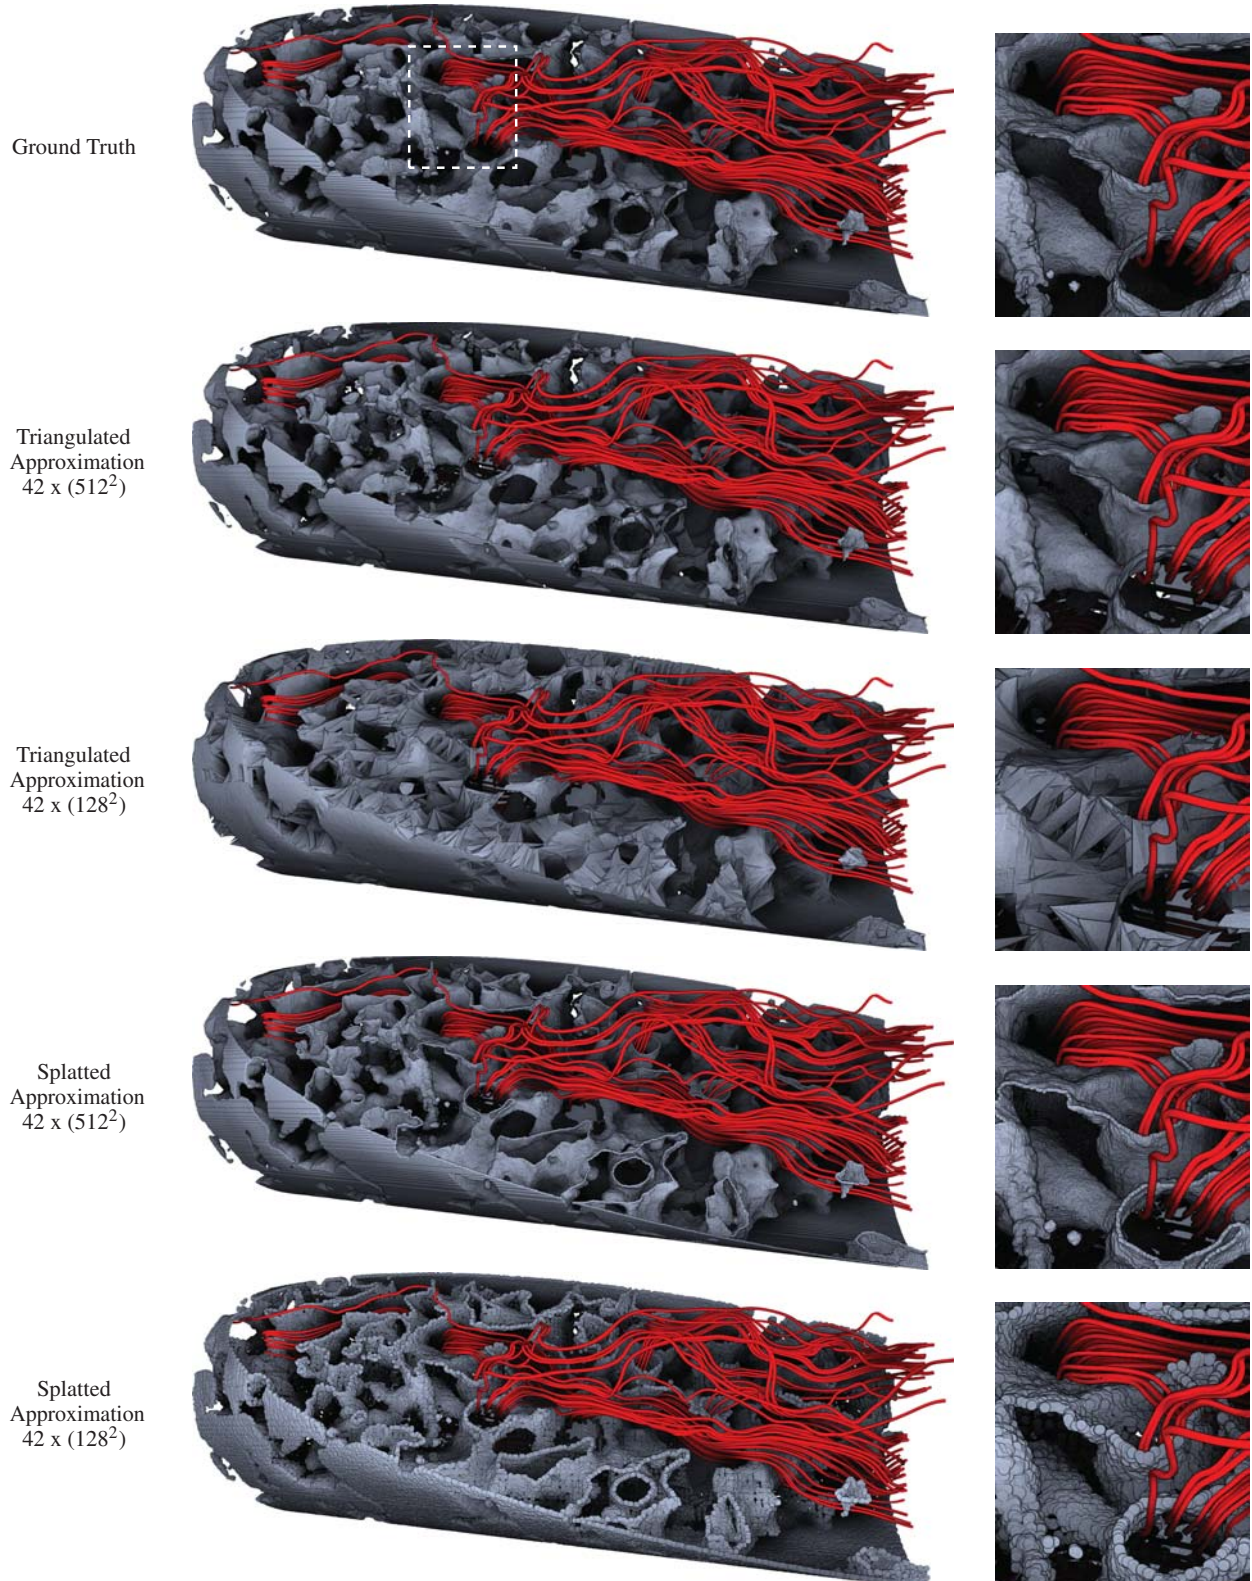 Ground Truth
Triangulated
Approximation
42 x (512²)
Triangulated
Approximation
42 x (128²)
Splatted
Approximation
42 x (512²)
Splatted
Approximation
42 x (128²)